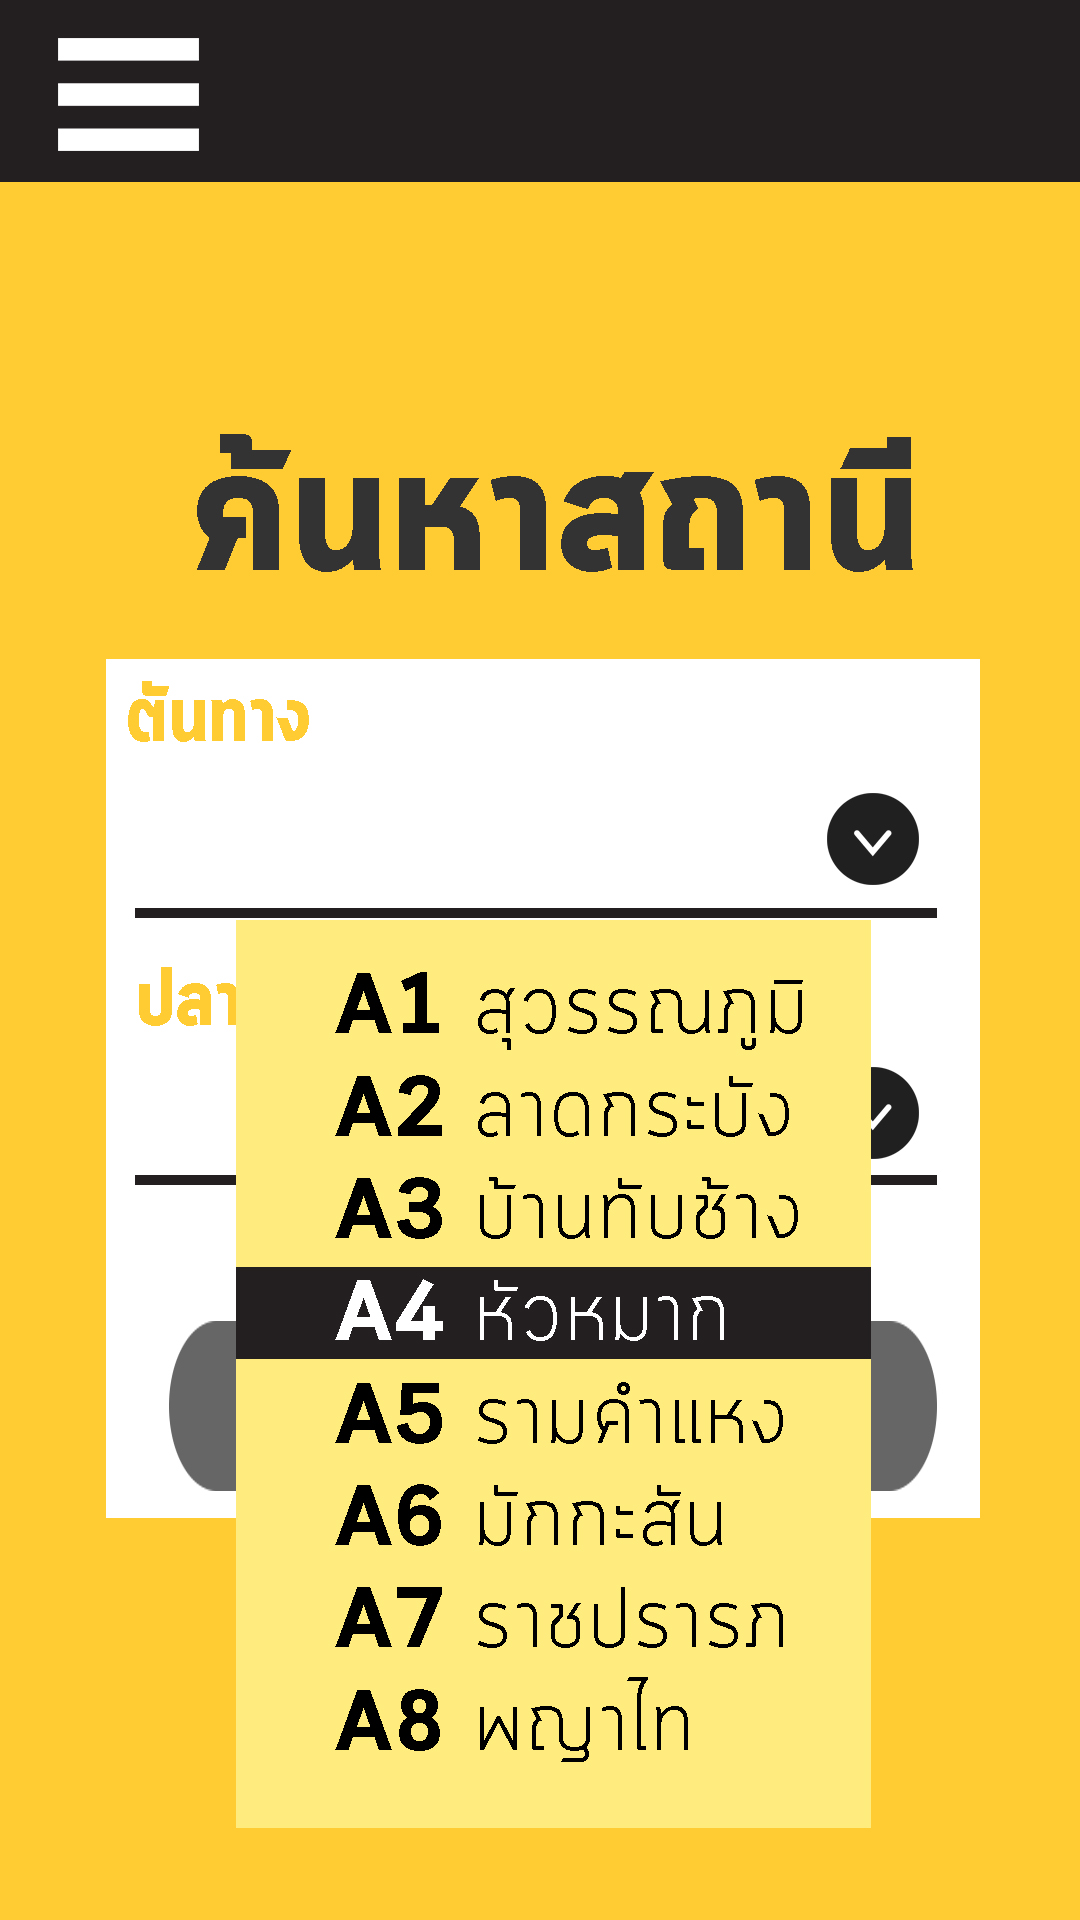 ค้นหาสถานี
ต้นทาง
ปลา
A1 สุวรรณภูมิ
A2 ลาดกระบัง
A3 บ้านทับช้าง
A4 หัวหมาก
A5 รามคำแหง
A6 มักกะสัน
A7 ราชปรารภ
A8 พญาไท